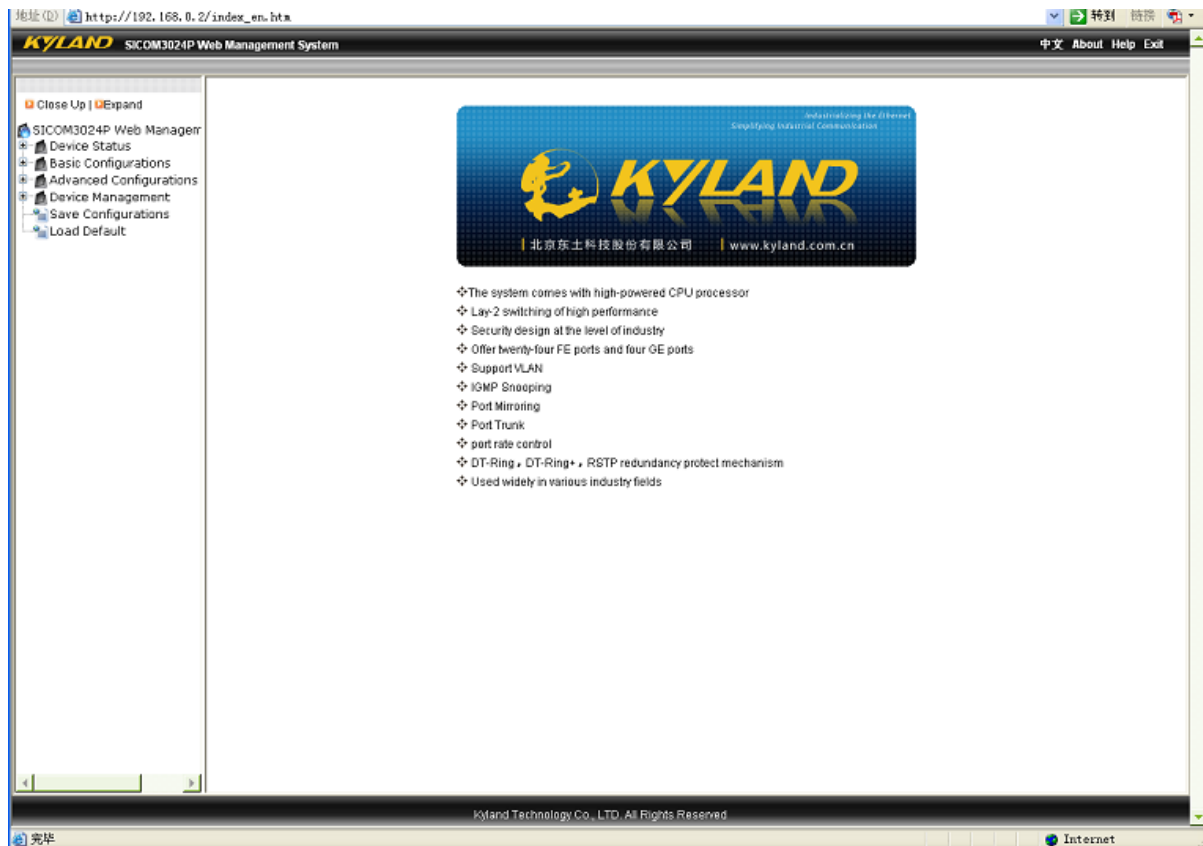 地址(D) http://192.168.0.2/index_en.htm 转到 链接
KYLAND SICOM3024P Web Management System 中文 About Help Exit
Close Up | Expand
SICOM3024P Web Managem
Device Status
Basic Configurations
Advanced Configurations
Device Management
Save Configurations
Load Default
Industrializing the Ethernet
Simplifying Industrial Communication
KYLAND
北京东土科技股份有限公司 www.kyland.com.cn
The system comes with high-powered CPU processor
Lay-2 switching of high performance
Security design at the level of industry
Offer twenty-four FE ports and four GE ports
Support VLAN
IGMP Snooping
Port Mirroring
Port Trunk
port rate control
DT-Ring，DT-Ring+，RSTP redundancy protect mechanism
Used widely in various industry fields
Kyland Technology Co., LTD. All Rights Reserved
完毕 Internet